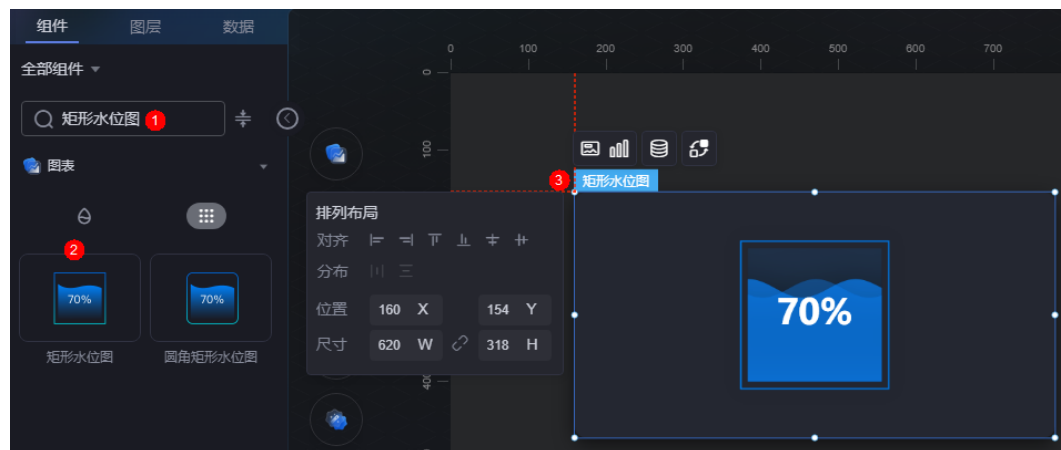 组件 图层 数据
全部组件
矩形水位图 1
图表
2
70% 70%
矩形水位图 圆角矩形水位图
0 100 200 300 400 500 600 700
0
100
400
排列布局
对齐
分布
位置 160 X 154 Y
尺寸 620 W 318 H
3 矩形水位图
70%